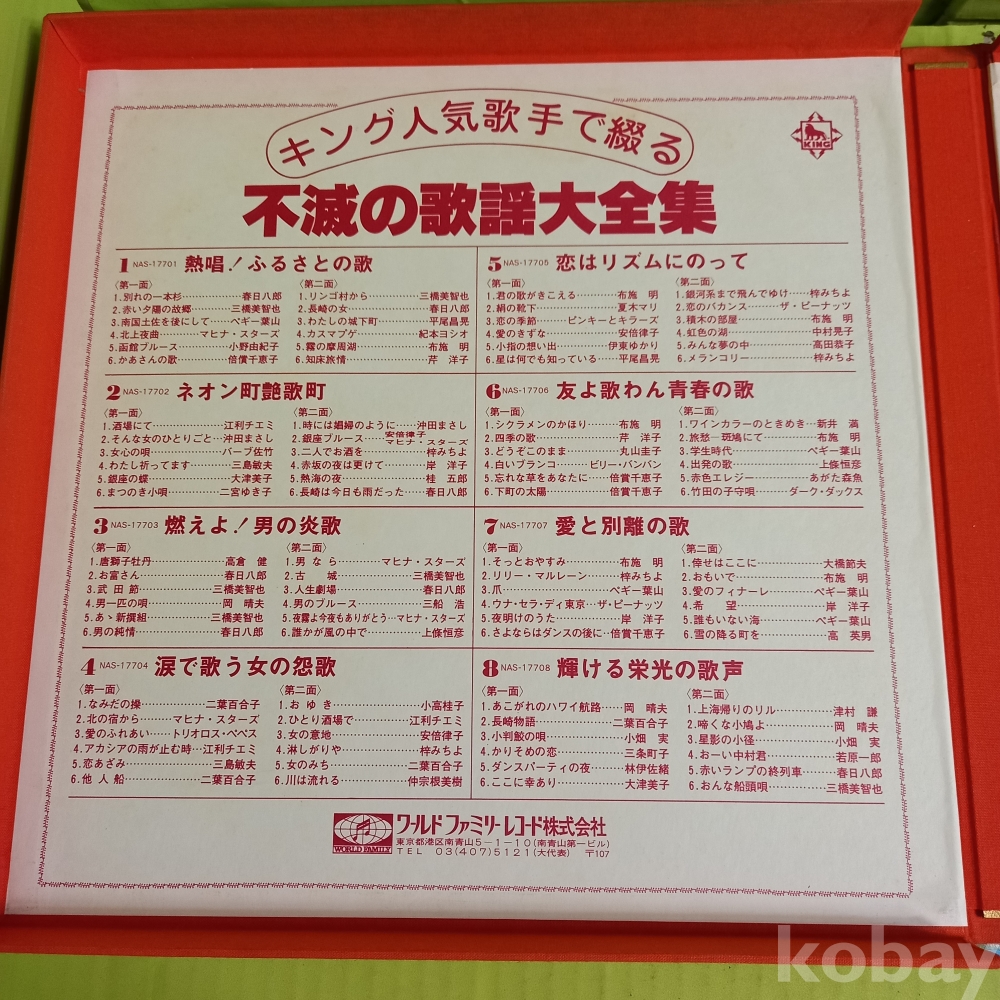 キング人気歌手で綴る
KING
不滅の歌謡大全集
1 NAS-17701 熱唱!ふるさとの歌
〈第一面〉
1.別れの一本杉……春日八郎
2.赤い夕陽の故郷……三橋美智也
3.南国土佐を後にして…ペギー葉山
4.北上夜曲……マヒナ・スターズ
5.函館ブルース……小野由紀子
6.かあさんの歌……倍賞千恵子
〈第二面〉
1.リンゴ村から……三橋美智也
2.長崎の女……春日八郎
3.わたしの城下町……平尾昌晃
4.カスマプゲ……紀本ヨシオ
5.霧の摩周湖……布施 明
6.知床旅情……芹 洋子
2 NAS-17702 ネオン町艶歌町
〈第一面〉
1.酒場にて……江利チエミ
2.そんな女のひとりごと…沖田まさし
3.女心の唄……バーブ佐竹
4.わたし祈ってます……三島敏夫
5.銀座の蝶……大津美子
6.まつのき小唄……二宮ゆき子
〈第二面〉
1.時には娼婦のように…沖田まさし
2.銀座ブルース……安倍律子 マヒナ・スターズ
3.二人でお酒を……梓みちよ
4.赤坂の夜は更けて……岸 洋子
5.熱海の夜……桂 五郎
6.長崎は今日も雨だった……春日八郎
3 NAS-17703 燃えよ!男の炎歌
〈第一面〉
1.唐獅子牡丹……高倉 健
2.お富さん……春日八郎
3.武田節……三橋美智也
4.男一匹の唄……岡 晴夫
5.あゝ新撰組……三橋美智也
6.男の純情……春日八郎
〈第二面〉
1.男なら……マヒナ・スターズ
2.古 城……三橋美智也
3.人生劇場……春日八郎
4.男のブルース……三船 浩
5.夜霧よ今夜もありがとう…マヒナ・スターズ
6.誰かが風の中で……上條恒彦
4 NAS-17704 涙で歌う女の怨歌
〈第一面〉
1.なみだの操……二葉百合子
2.北の宿から……マヒナ・スターズ
3.愛のふれあい……トリオロス・ペペス
4.アカシアの雨が止む時…江利チエミ
5.恋あざみ……三島敏夫
6.他人船……二葉百合子
〈第二面〉
1.おゆき……小高桂子
2.ひとり酒場で……江利チエミ
3.女の意地……安倍律子
4.淋しがりや……梓みちよ
5.女のみち……二葉百合子
6.川は流れる……仲宗根美樹
5 NAS-17705 恋はリズムにのって
〈第一面〉
1.君の歌がきこえる……布施 明
2.絹の靴下……夏木マリ
3.恋の季節……ピンキーとキラーズ
4.愛のきずな……安倍律子
5.小指の想い出……伊東ゆかり
6.星は何でも知っている…平尾昌晃
〈第二面〉
1.銀河系まで飛んでゆけ…梓みちよ
2.恋のバカンス……ザ・ピーナッツ
3.積木の部屋……布施 明
4.虹色の湖……中村晃子
5.みんな夢の中……高田恭子
6.メランコリー……梓みちよ
6 NAS-17706 友よ歌わん青春の歌
〈第一面〉
1.シクラメンのかほり……布施 明
2.四季の歌……芹 洋子
3.どうぞこのまま……丸山圭子
4.白いブランコ……ビリー・バンバン
5.忘れな草をあなたに……倍賞千恵子
6.下町の太陽……倍賞千恵子
〈第二面〉
1.ワインカラーのときめき…新井 満
2.旅愁―斑鳩にて……布施 明
3.学生時代……ペギー葉山
4.出発の歌……上條恒彦
5.赤色エレジー……あがた森魚
6.竹田の子守唄……ダーク・ダックス
7 NAS-17707 愛と別離の歌
〈第一面〉
1.そっとおやすみ……布施 明
2.リリー・マルレーン……梓みちよ
3.爪……ペギー葉山
4.ウナ・セラ・ディ東京…ザ・ピーナッツ
5.夜明けのうた……岸 洋子
6.さよならはダンスの後に…倍賞千恵子
〈第二面〉
1.倖せはここに……大橋節夫
2.おもいで……布施 明
3.愛のフィナーレ……ペギー葉山
4.希 望……岸 洋子
5.誰もいない海……ペギー葉山
6.雪の降る町を……高 英男
8 NAS-17708 輝ける栄光の歌声
〈第一面〉
1.あこがれのハワイ航路……岡 晴夫
2.長崎物語……二葉百合子
3.小判鮫の唄……小畑 実
4.かりそめの恋……三条町子
5.ダンスパーティの夜……林伊佐緒
6.ここに幸あり……大津美子
〈第二面〉
1.上海帰りのリル……津村 謙
2.啼くな小鳩よ……岡 晴夫
3.星影の小径……小畑 実
4.おーい中村君……若原一郎
5.赤いランプの終列車……春日八郎
6.おんな船頭唄……三橋美智也
WORLD FAMILY
ワールドファミリーレコード株式会社
東京都港区南青山5-1-10(南青山第一ビル)
TEL 03(407)5121(大代表) 〒107
kobay